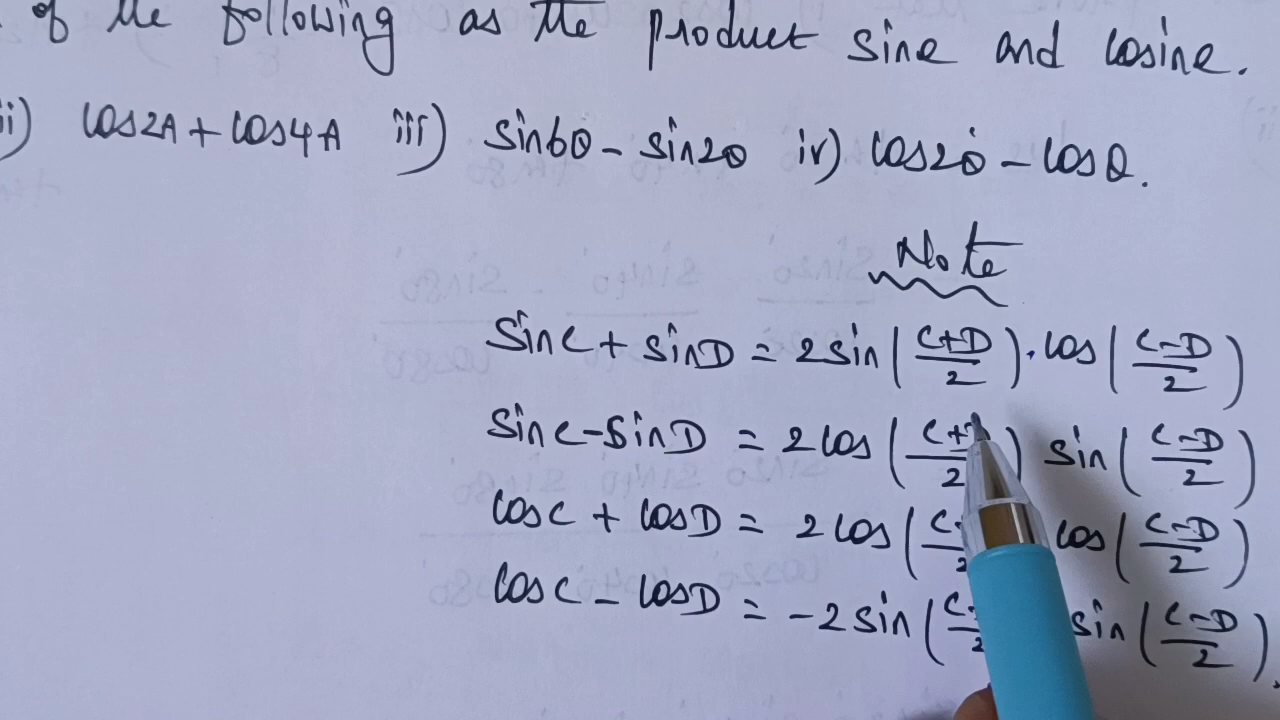 of the following as the product sine and cosine.
ii) cos2A + cos4A iii) sin6θ - sin2θ iv) cos2θ - cosθ.
Note
sinC + sinD = 2sin(C+D/2).cos(C-D/2)
sinC-sinD = 2cos(C+D/2) sin(C-D/2)
cosC + cosD = 2cos(C cos(C-D/2)
cosC - cosD = -2sin(C sin(C-D/2).